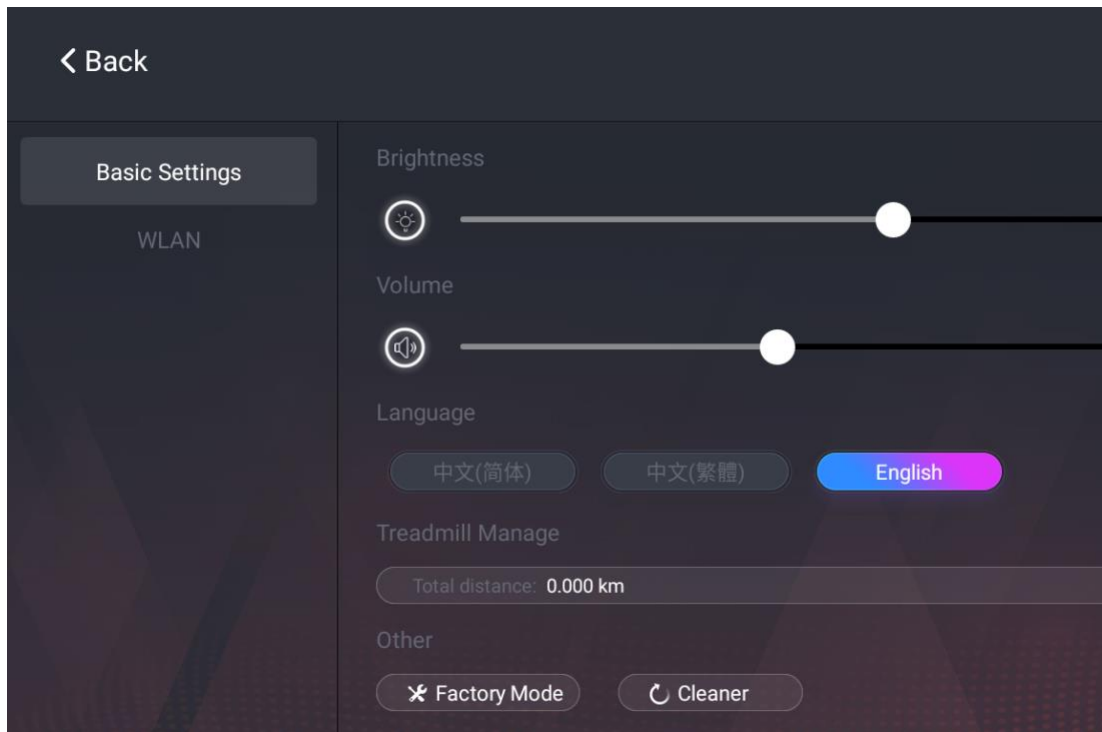 Back
Basic Settings
WLAN
Brightness
Volume
Language
中文(简体) 中文(繁體) English
Treadmill Manage
Total distance: 0.000 km
Other
Factory Mode Cleaner